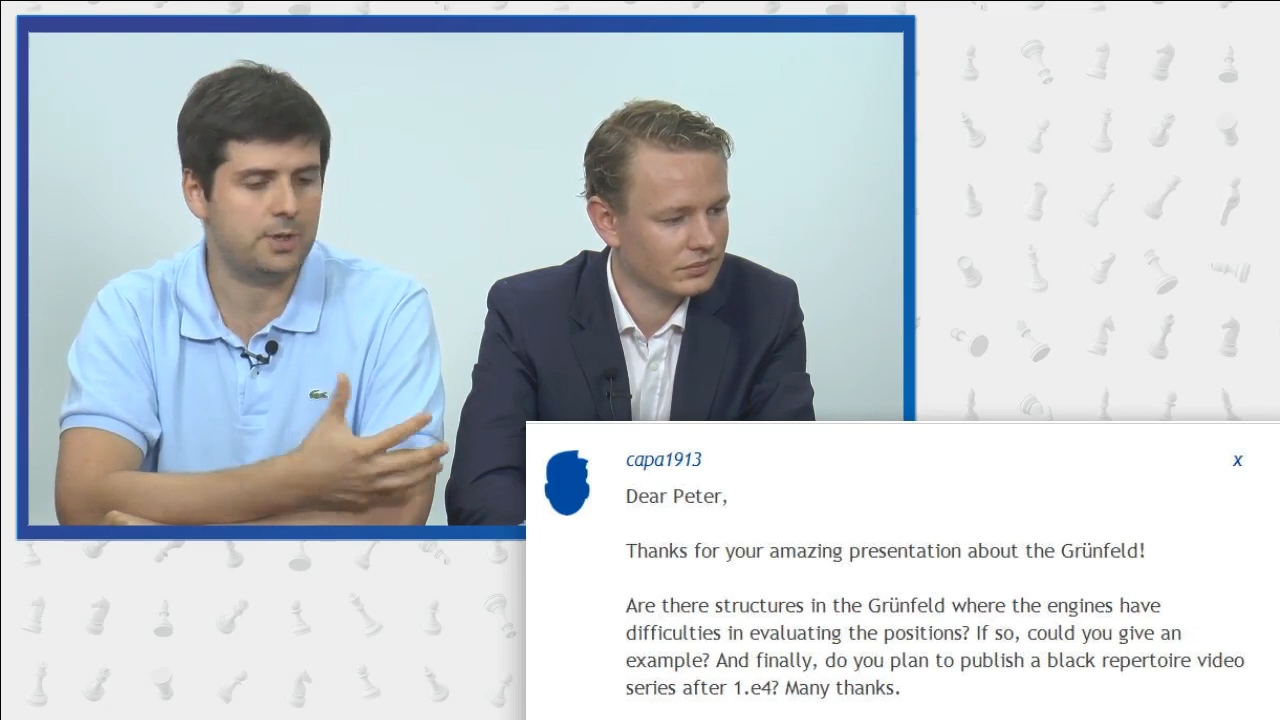 capa1913
x
Dear Peter,
Thanks for your amazing presentation about the Grünfeld!
Are there structures in the Grünfeld where the engines have
difficulties in evaluating the positions? If so, could you give an
example? And finally, do you plan to publish a black repertoire video
series after 1.e4? Many thanks.